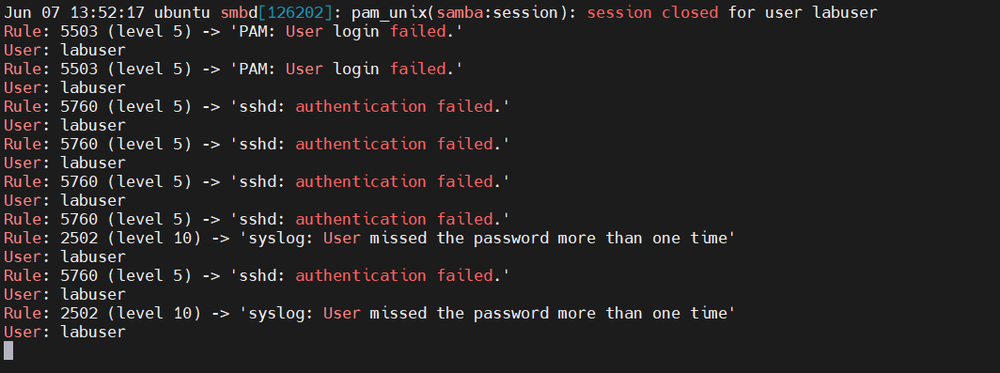 Jun 07 13:52:17 ubuntu smbd[126202]: pam_unix(samba:session): session closed for user labuser
Rule: 5503 (level 5) -> 'PAM: User login failed.'
User: labuser
Rule: 5503 (level 5) -> 'PAM: User login failed.'
User: labuser
Rule: 5760 (level 5) -> 'sshd: authentication failed.'
User: labuser
Rule: 5760 (level 5) -> 'sshd: authentication failed.'
User: labuser
Rule: 5760 (level 5) -> 'sshd: authentication failed.'
User: labuser
Rule: 5760 (level 5) -> 'sshd: authentication failed.'
Rule: 2502 (level 10) -> 'syslog: User missed the password more than one time'
User: labuser
Rule: 5760 (level 5) -> 'sshd: authentication failed.'
User: labuser
Rule: 2502 (level 10) -> 'syslog: User missed the password more than one time'
User: labuser